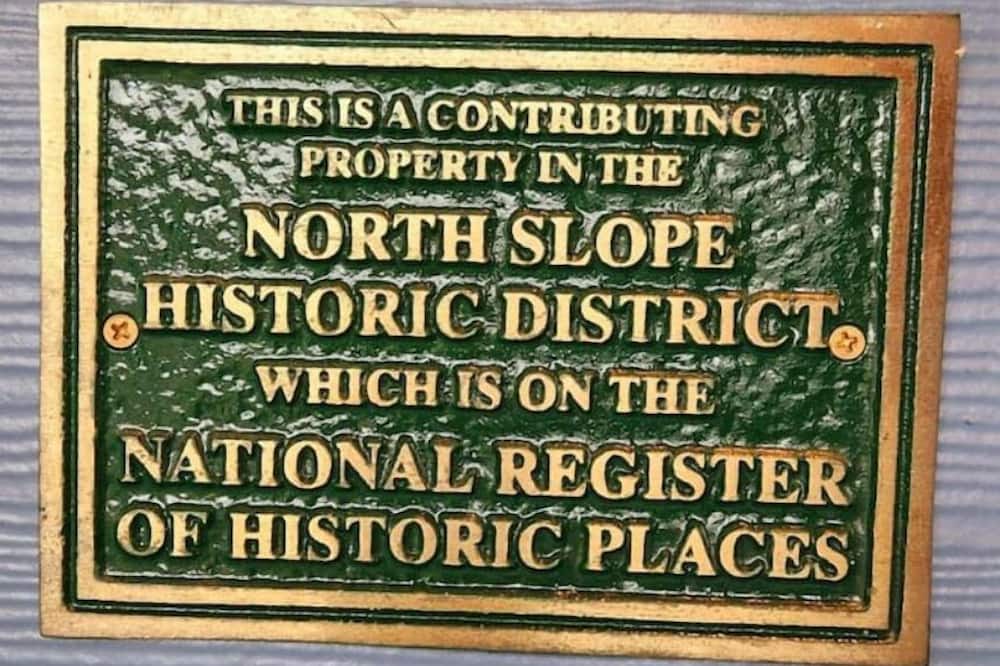 THIS IS A CONTRIBUTING
PROPERTY IN THE
NORTH SLOPE
HISTORIC DISTRICT
WHICH IS ON THE
NATIONAL REGISTER
OF HISTORIC PLACES